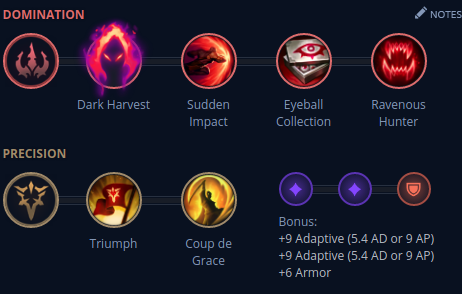 DOMINATION
NOTES
Dark Harvest
Sudden
Impact
Eyeball
Collection
Ravenous
Hunter
PRECISION
Triumph
Coup de
Grace
Bonus:
+9 Adaptive (5.4 AD or 9 AP)
+9 Adaptive (5.4 AD or 9 AP)
+6 Armor